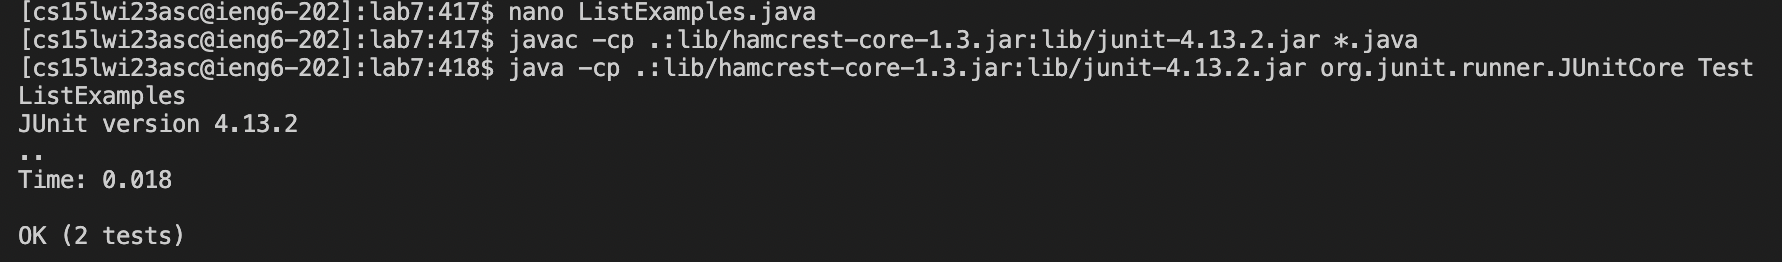 [cs15lwi23asc@ieng6-202]:lab7:417$ nano ListExamples.java
[cs15lwi23asc@ieng6-202]:lab7:417$ javac -cp .:lib/hamcrest-core-1.3.jar:lib/junit-4.13.2.jar *.java
[cs15lwi23asc@ieng6-202]:lab7:418$ java -cp .:lib/hamcrest-core-1.3.jar:lib/junit-4.13.2.jar org.junit.runner.JUnitCore Test
ListExamples
JUnit version 4.13.2
..
Time: 0.018
OK (2 tests)